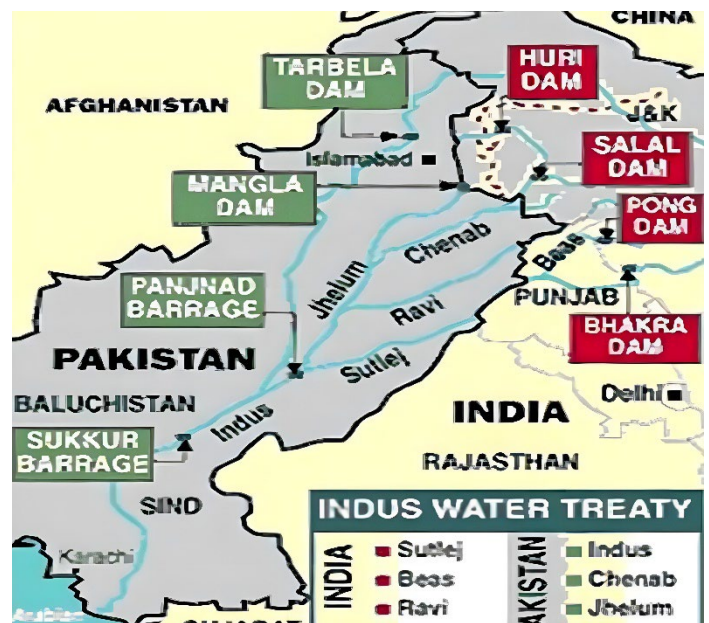 CHINA
TARBELA
DAM
HURI
DAM
AFGHANISTAN
J&K
Islamabad
SALAL
DAM
MANGLA
DAM
PONG
DAM
Chenab
Beas
PANJNAD
BARRAGE
Jhelum
PUNJAB
Ravi
BHAKRA
DAM
PAKISTAN
Sutlej
Delhi
BALUCHISTAN
Indus
INDIA
SUKKUR
BARRAGE
RAJASTHAN
SIND
INDUS WATER TREATY
Karachi
INDIA
Sutlej
Beas
Ravi
PAKISTAN
Indus
Chenab
Jhelum